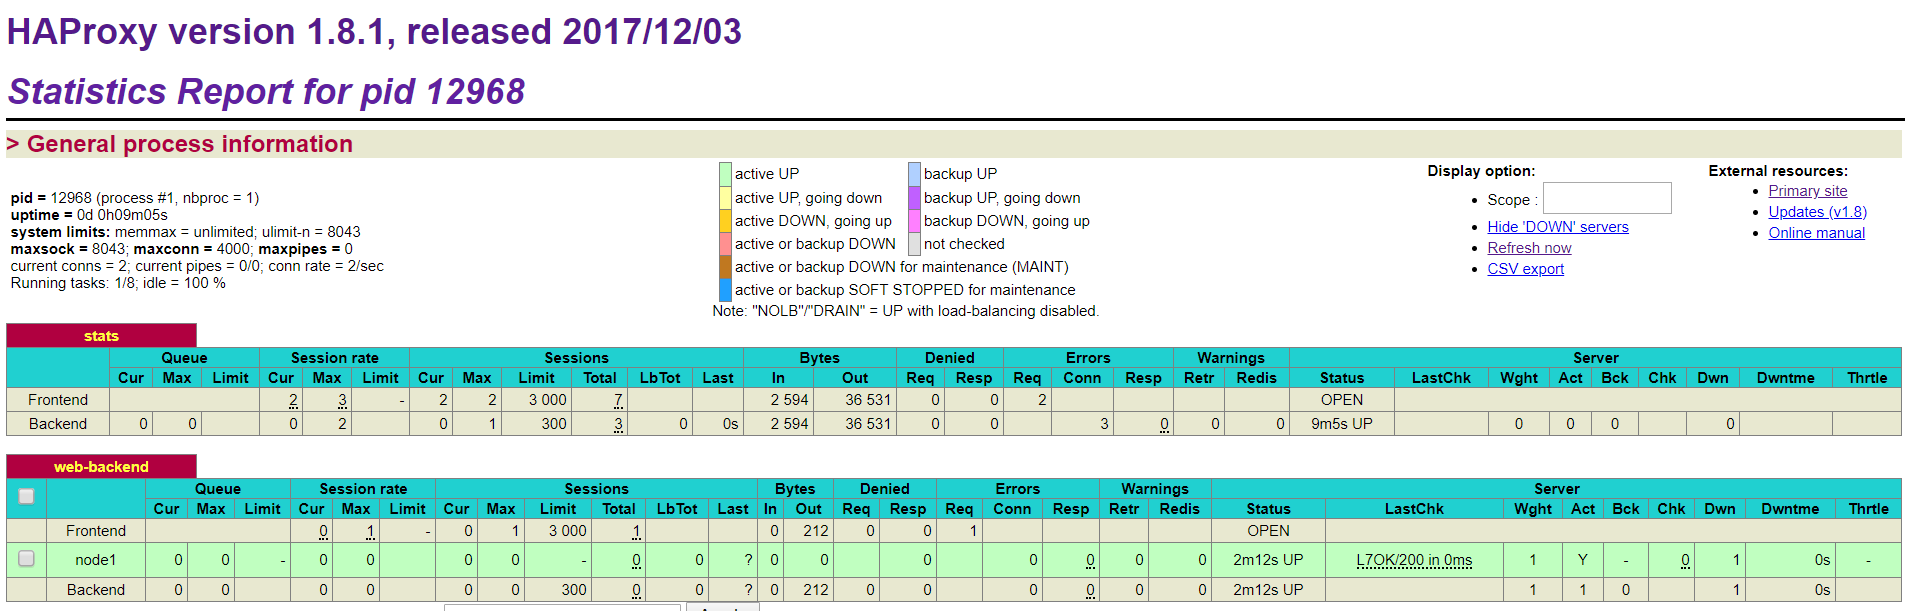 HAProxy version 1.8.1, released 2017/12/03
Statistics Report for pid 12968
> General process information
pid = 12968 (process #1, nbproc = 1)
uptime = 0d 0h09m05s
system limits: memmax = unlimited; ulimit-n = 8043
maxsock = 8043; maxconn = 4000; maxpipes = 0
current conns = 2; current pipes = 0/0; conn rate = 2/sec
Running tasks: 1/8; idle = 100 %
active UP backup UP
active UP, going down backup UP, going down
active DOWN, going up backup DOWN, going up
active or backup DOWN not checked
active or backup DOWN for maintenance (MAINT)
active or backup SOFT STOPPED for maintenance
Note: "NOLB"/"DRAIN" = UP with load-balancing disabled.
Display option:
• Scope :
• Hide 'DOWN' servers
• Refresh now
• CSV export
External resources:
• Primary site
• Updates (v1.8)
• Online manual
stats
Queue Session rate Sessions Bytes Denied Errors Warnings Server
Cur Max Limit Cur Max Limit Cur Max Limit Total LbTot Last In Out Req Resp Req Conn Resp Retr Redis Status LastChk Wght Act Bck Chk Dwn Dwntme Thrtle
Frontend 2 3 - 2 2 3 000 7 2 594 36 531 0 0 2 OPEN
Backend 0 0 0 2 0 1 300 3 0 0s 2 594 36 531 0 0 3 0 0 0 9m5s UP 0 0 0 0
web-backend
Queue Session rate Sessions Bytes Denied Errors Warnings Server
Cur Max Limit Cur Max Limit Cur Max Limit Total LbTot Last In Out Req Resp Req Conn Resp Retr Redis Status LastChk Wght Act Bck Chk Dwn Dwntme Thrtle
Frontend 0 1 - 0 1 3 000 1 0 212 0 0 1 OPEN
node1 0 0 - 0 0 0 0 - 0 0 ? 0 0 0 0 0 0 0 2m12s UP L7OK/200 in 0ms 1 Y - 0 1 0s -
Backend 0 0 0 0 0 0 300 0 0 ? 0 212 0 0 0 0 0 0 2m12s UP 1 1 0 1 0s